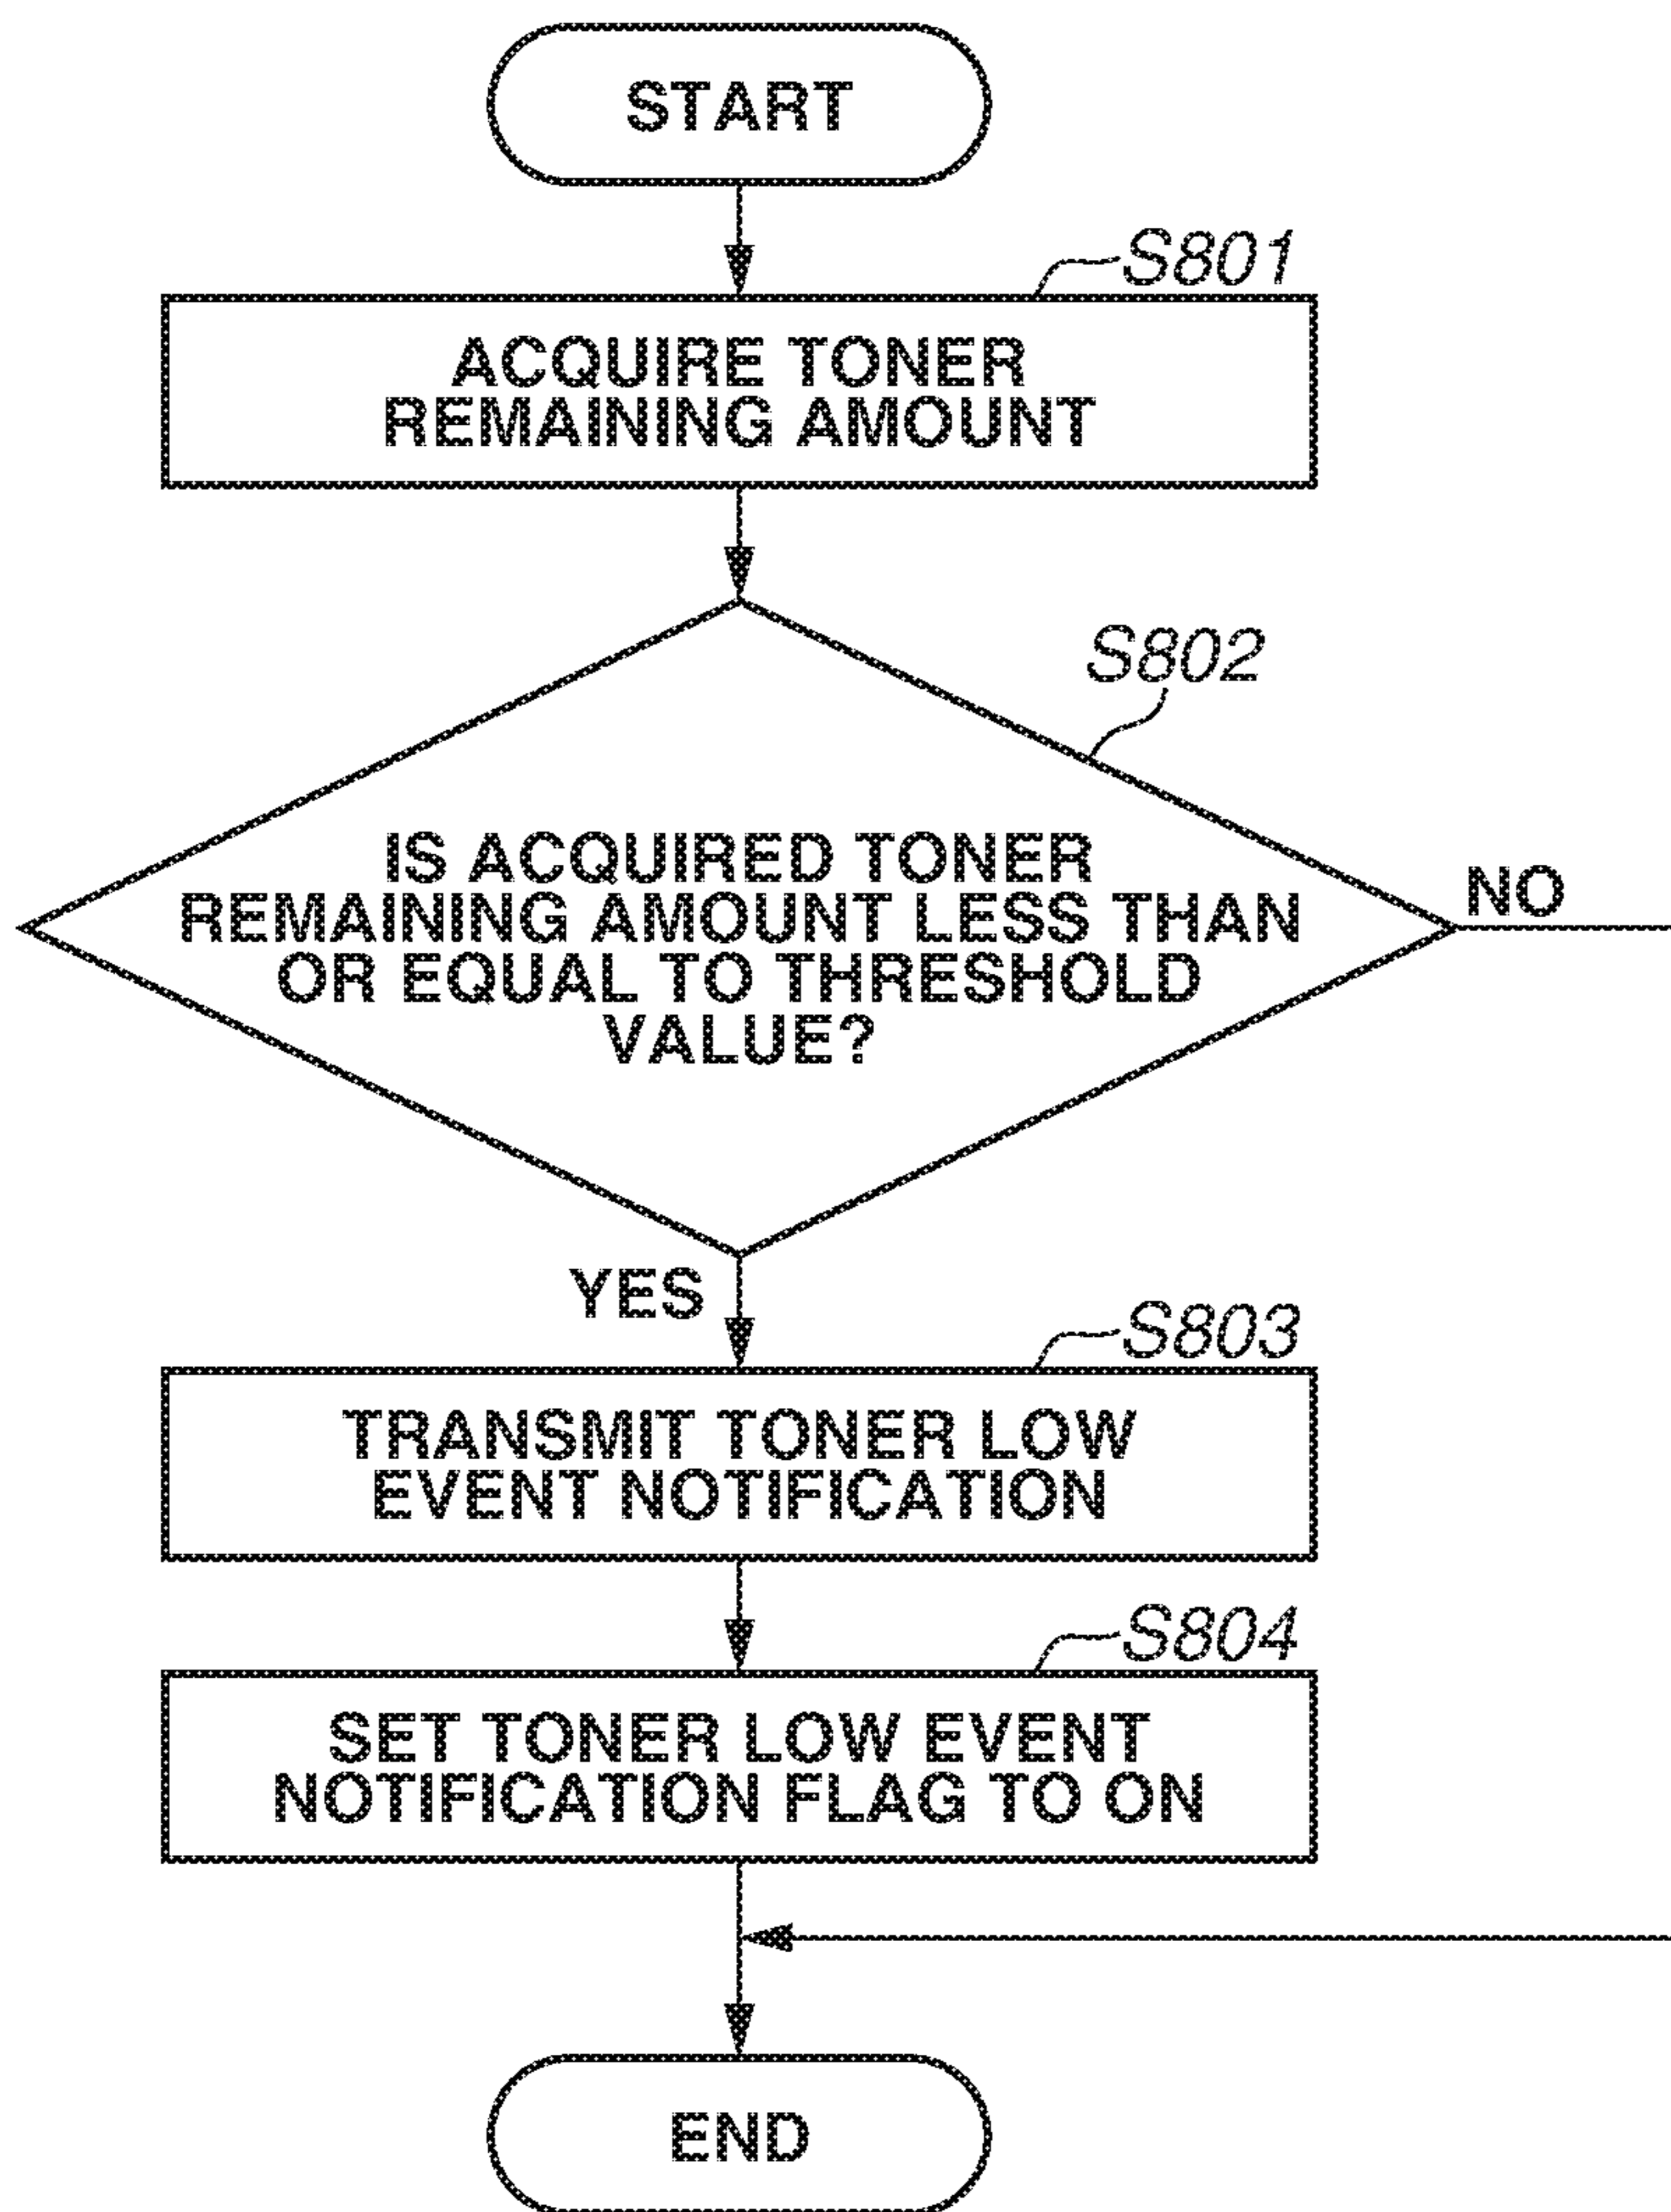 START
S801
ACQUIRE TONER
REMAINING AMOUNT
S802
IS ACQUIRED TONER
REMAINING AMOUNT LESS THAN
OR EQUAL TO THRESHOLD
VALUE?
NO
YES
S803
TRANSMIT TONER LOW
EVENT NOTIFICATION
S804
SET TONER LOW EVENT
NOTIFICATION FLAG TO ON
END